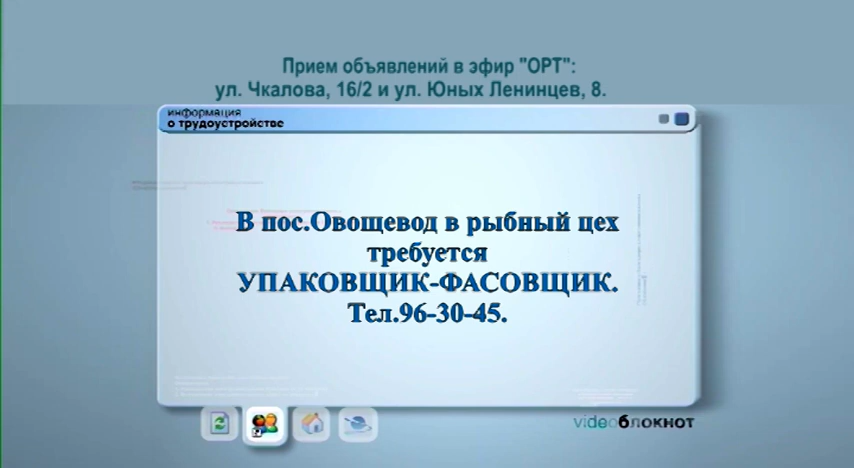 Прием объявлений в эфир "ОРТ":
ул. Чкалова, 16/2 и ул. Юных Ленинцев, 8.
информация
о трудоустройстве
В пос.Овощевод в рыбный цех
требуется
УПАКОВЩИК-ФАСОВЩИК.
Тел.96-30-45.
videoблокнот